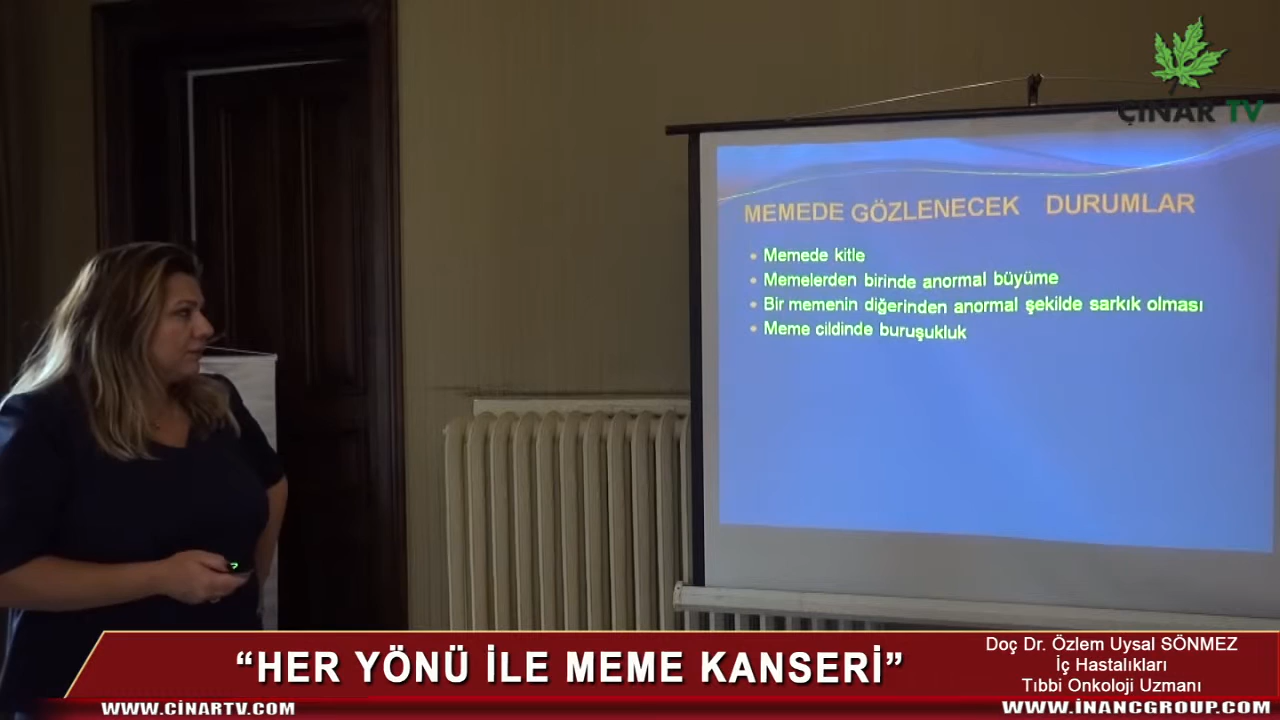 ÇINAR TV
MEMEDE GÖZLENECEK DURUMLAR
• Memede kitle
• Memelerden birinde anormal büyüme
• Bir memenin diğerinden anormal şekilde sarkık olması
• Meme cildinde buruşukluk
“HER YÖNÜ İLE MEME KANSERİ”
Doç Dr. Özlem Uysal SÖNMEZ
İç Hastalıkları
Tıbbi Onkoloji Uzmanı
WWW.CİNARTV.COM
WWW.İNANCGROUP.COM